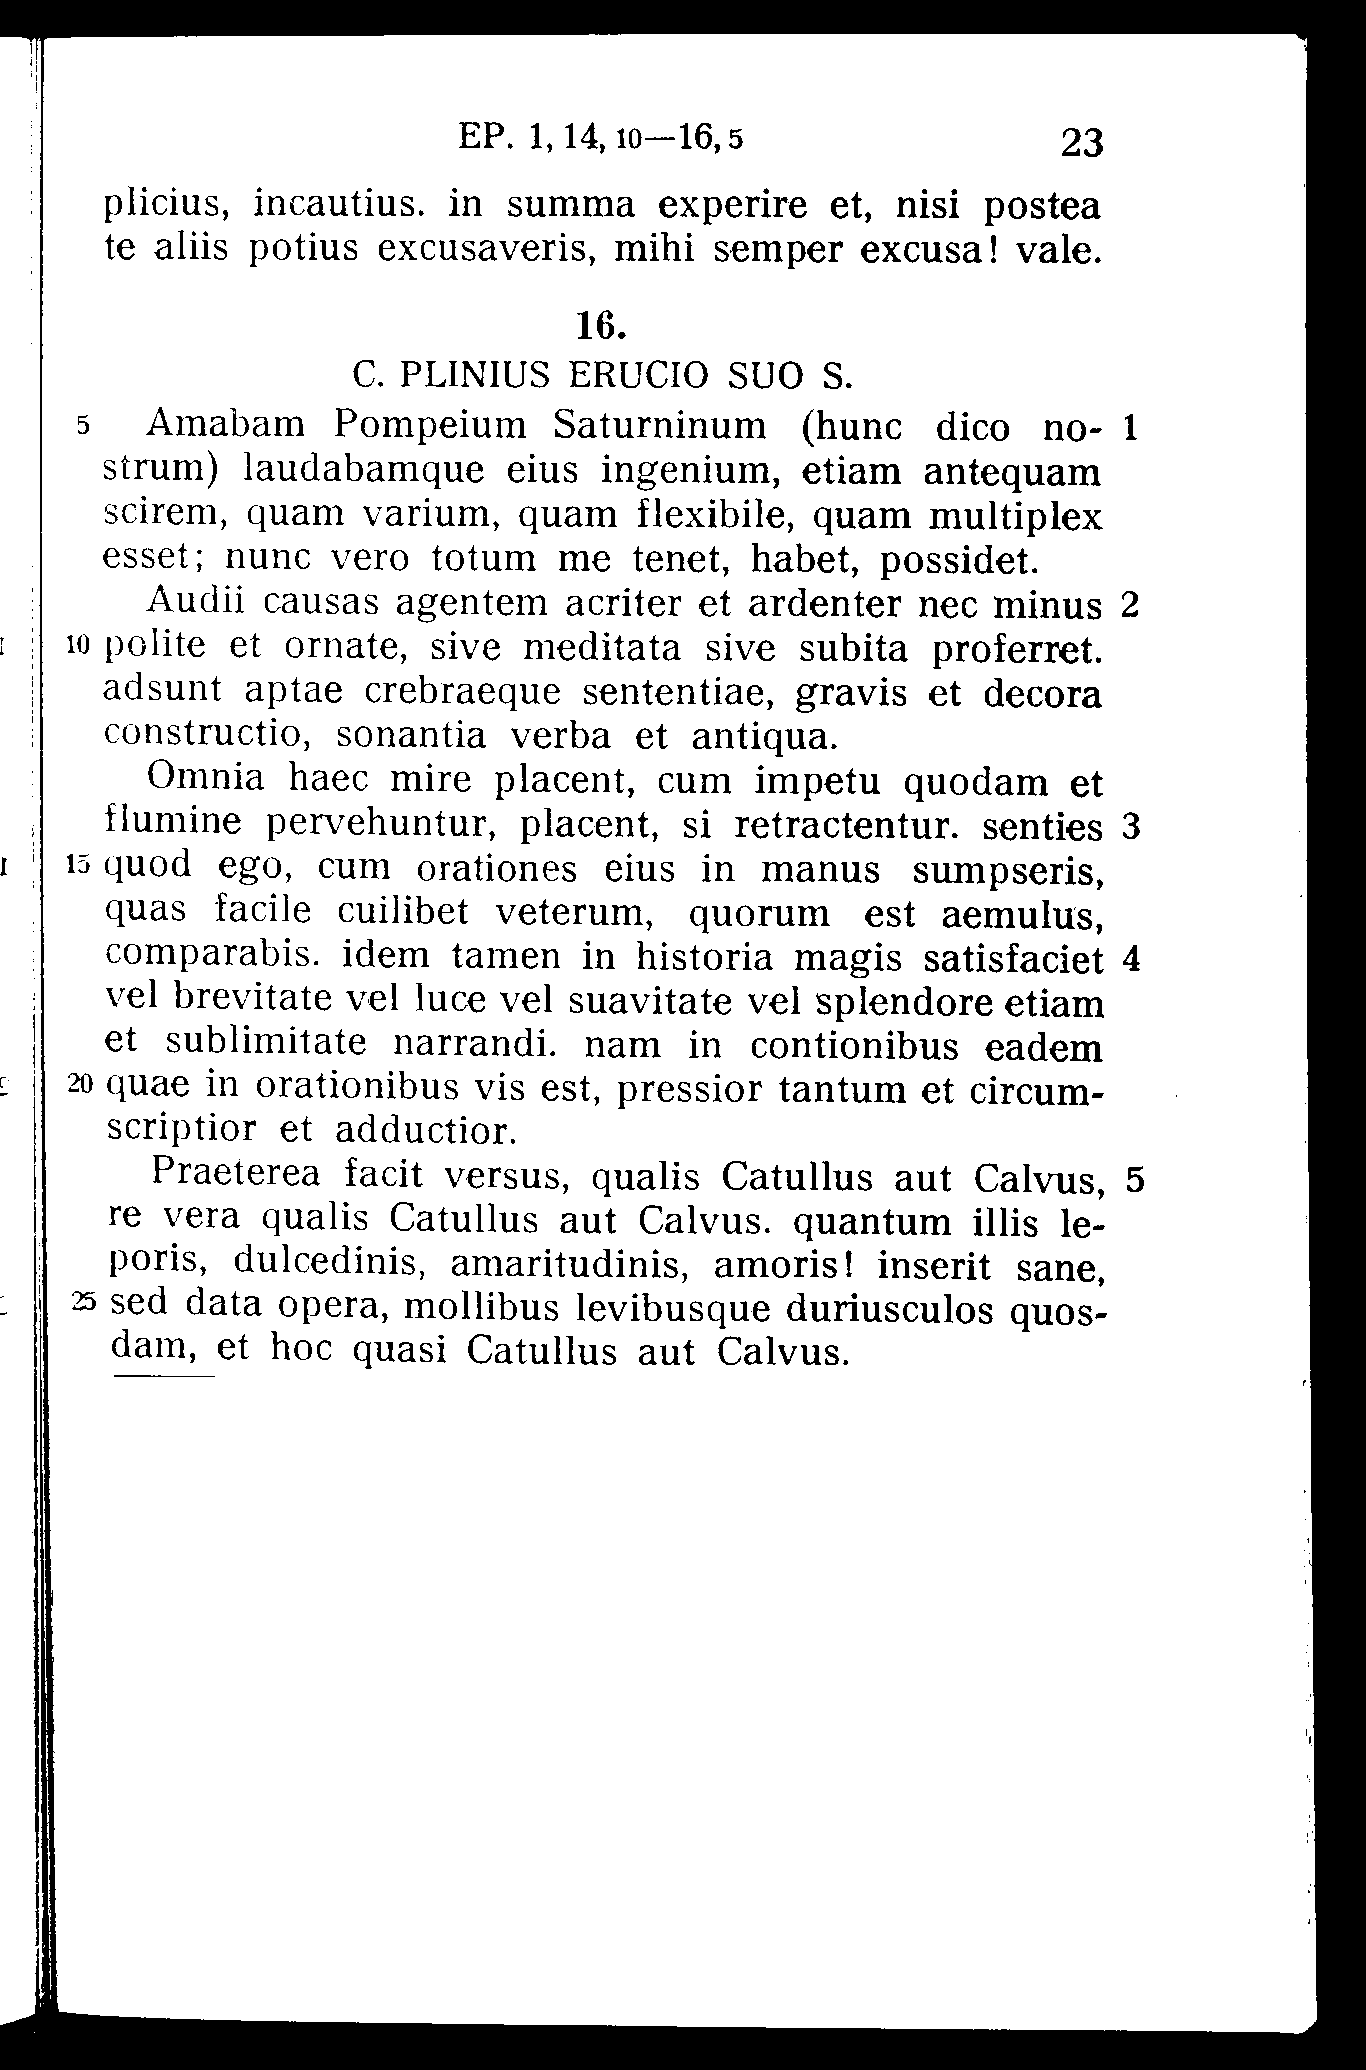 EP. 1, 14, 10—16, 5 23
plicius, incautius. in summa experire et, nisi postea
te aliis potius excusaveris, mihi semper excusa! vale.
16.
C. PLINIUS ERUCIO SUO S.
5 Amabam Pompeium Saturninum (hunc dico no- 1
strum) laudabamque eius ingenium, etiam antequam
scirem, quam varium, quam flexibile, quam multiplex
esset; nunc vero totum me tenet, habet, possidet.
Audii causas agentem acriter et ardenter nec minus 2
10 polite et ornate, sive meditata sive subita proferret.
adsunt aptae crebraeque sententiae, gravis et decora
constructio, sonantia verba et antiqua.
Omnia haec mire placent, cum impetu quodam et
flumine pervehuntur, placent, si retractentur. senties 3
15 quod ego, cum orationes eius in manus sumpseris,
quas facile cuilibet veterum, quorum est aemulus,
comparabis. idem tamen in historia magis satisfaciet 4
vel brevitate vel luce vel suavitate vel splendore etiam
et sublimitate narrandi. nam in contionibus eadem
20 quae in orationibus vis est, pressior tantum et circum-
scriptior et adductior.
Praeterea facit versus, qualis Catullus aut Calvus, 5
re vera qualis Catullus aut Calvus. quantum illis le-
poris, dulcedinis, amaritudinis, amoris! inserit sane,
25 sed data opera, mollibus levibusque duriusculos quos-
dam, et hoc quasi Catullus aut Calvus.